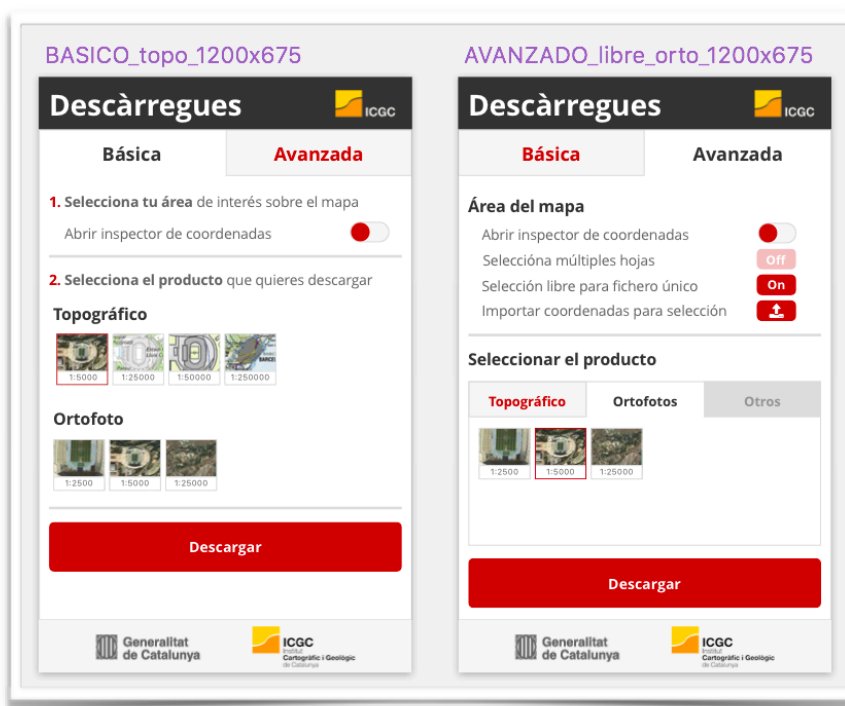 BASICO_topo_1200x675
Descàrregues
ICGC
Básica
Avanzada
1. Selecciona tu área de interés sobre el mapa
Abrir inspector de coordenadas
2. Selecciona el producto que quieres descargar
Topográfico
1:5000
1:25000
1:50000
1:250000
Ortofoto
1:2500
1:5000
1:25000
Descargar
Generalitat
de Catalunya
ICGC
Institut
Cartogràfic i Geològic
de Catalunya
AVANZADO_libre_orto_1200x675
Descàrregues
ICGC
Básica
Avanzada
Área del mapa
Abrir inspector de coordenadas
Seleccióna múltiples hojas
Off
Selección libre para fichero único
On
Importar coordenadas para selección
Seleccionar el producto
Topográfico
Ortofotos
Otros
1:2500
1:5000
1:25000
Descargar
Generalitat
de Catalunya
ICGC
Institut
Cartogràfic i Geològic
de Catalunya